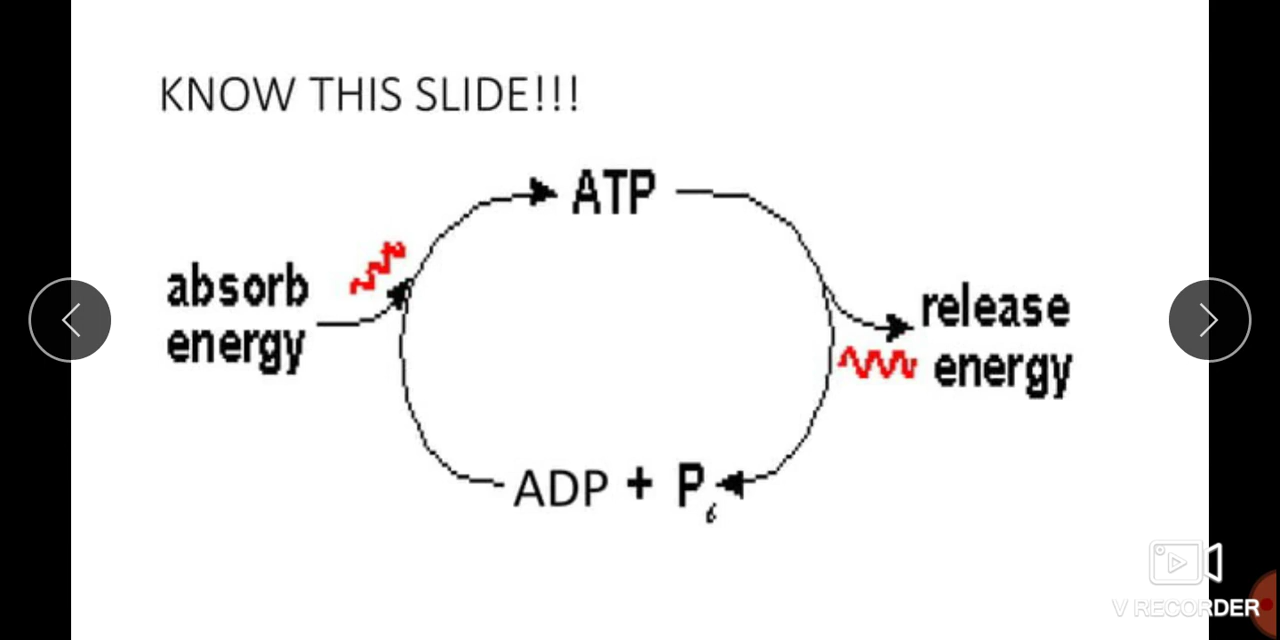 KNOW THIS SLIDE!!!
ATP
absorb
energy
release
energy
ADP + Pi
V RECORDER